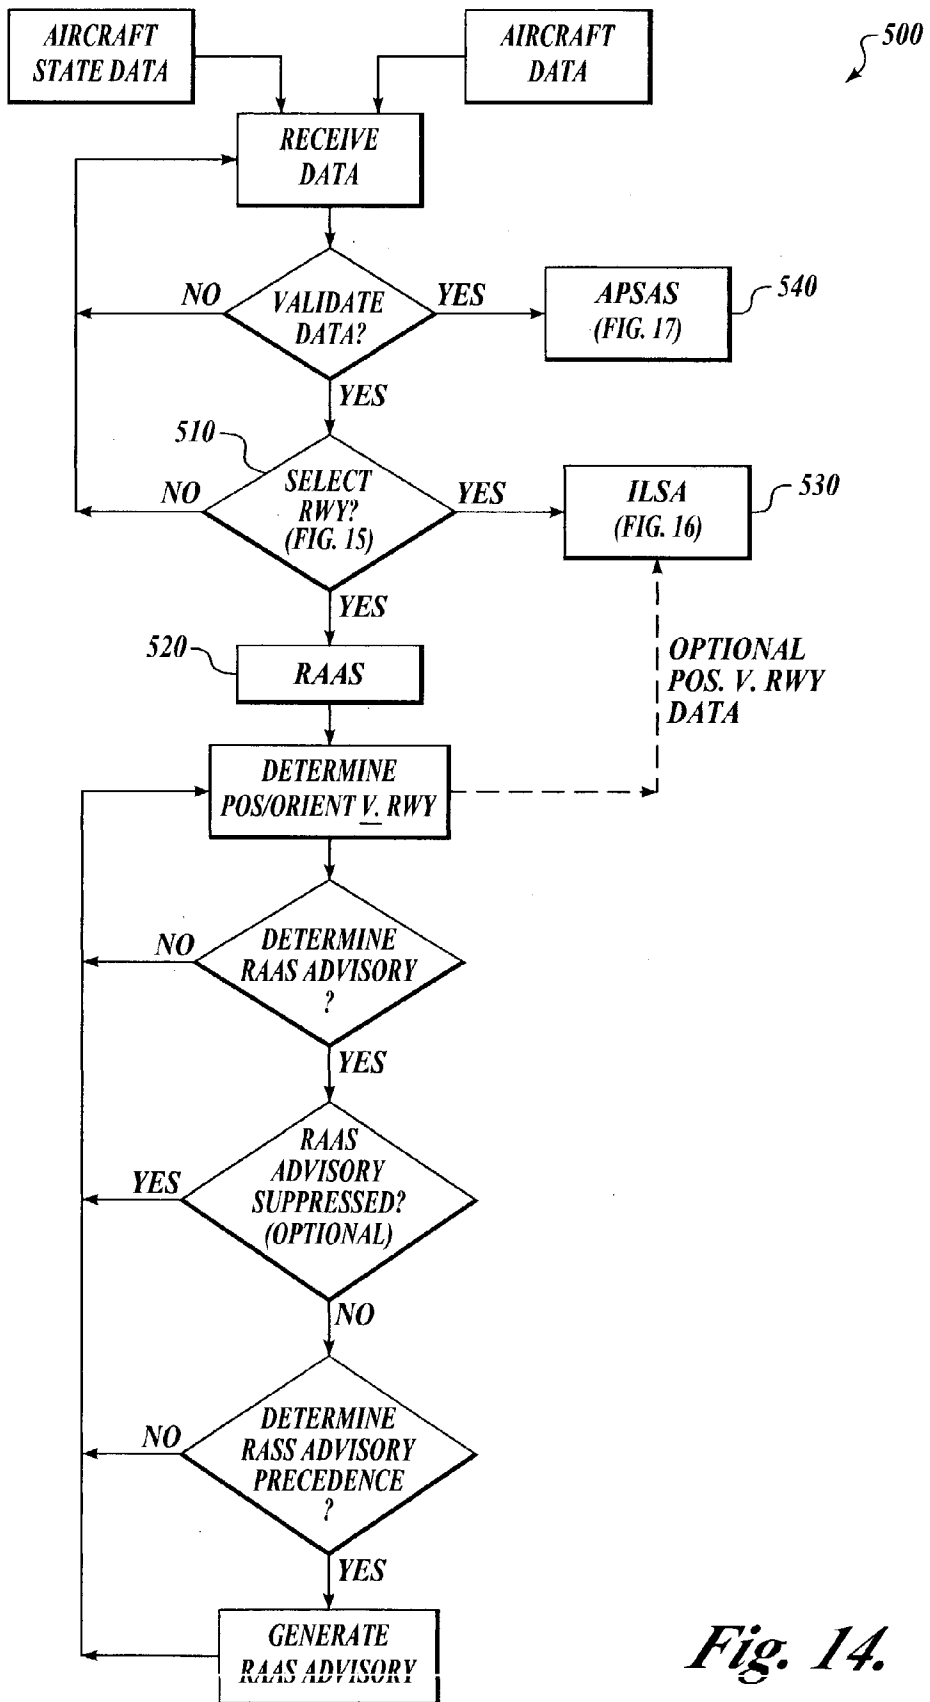 AIRCRAFT
STATE DATA
AIRCRAFT
DATA
500
RECEIVE
DATA
NO
VALIDATE
DATA?
YES
APSAS
(FIG. 17)
540
YES
510
NO
SELECT
RWY?
(FIG. 15)
YES
ILSA
(FIG. 16)
530
YES
520
RAAS
OPTIONAL
POS. V. RWY
DATA
DETERMINE
POS/ORIENT V. RWY
NO
DETERMINE
RAAS ADVISORY
?
YES
RAAS
ADVISORY
SUPPRESSED?
(OPTIONAL)
YES
NO
DETERMINE
RASS ADVISORY
PRECEDENCE
?
NO
YES
GENERATE
RAAS ADVISORY
Fig. 14.